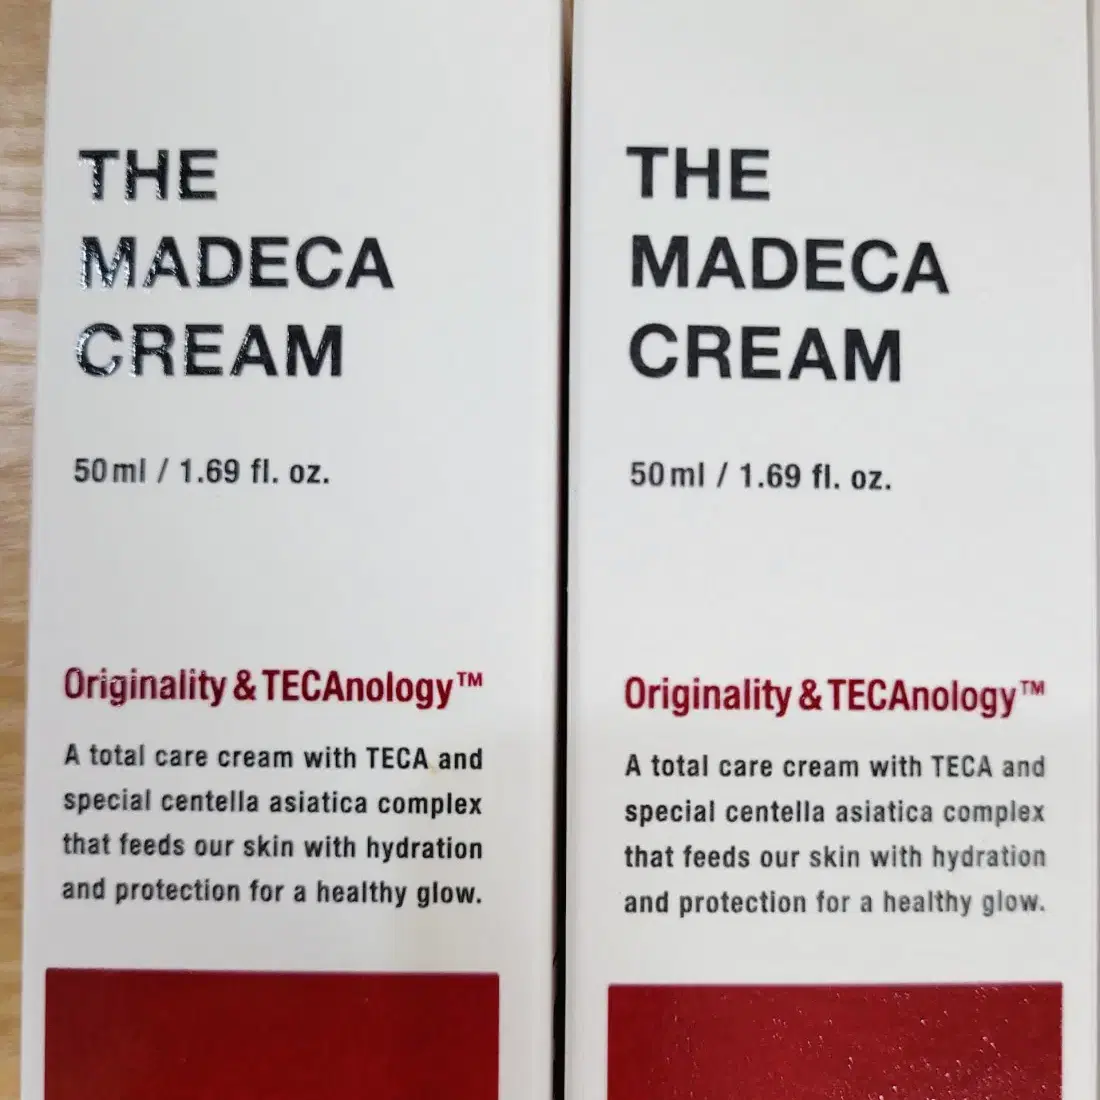 THE
MADECA
CREAM
50ml / 1.69 fl. oz.
Originality & TECAnology™
A total care cream with TECA and
special centella asiatica complex
that feeds our skin with hydration
and protection for a healthy glow.
THE
MADECA
CREAM
50ml / 1.69 fl. oz.
Originality & TECAnology™
A total care cream with TECA and
special centella asiatica complex
that feeds our skin with hydration
and protection for a healthy glow.